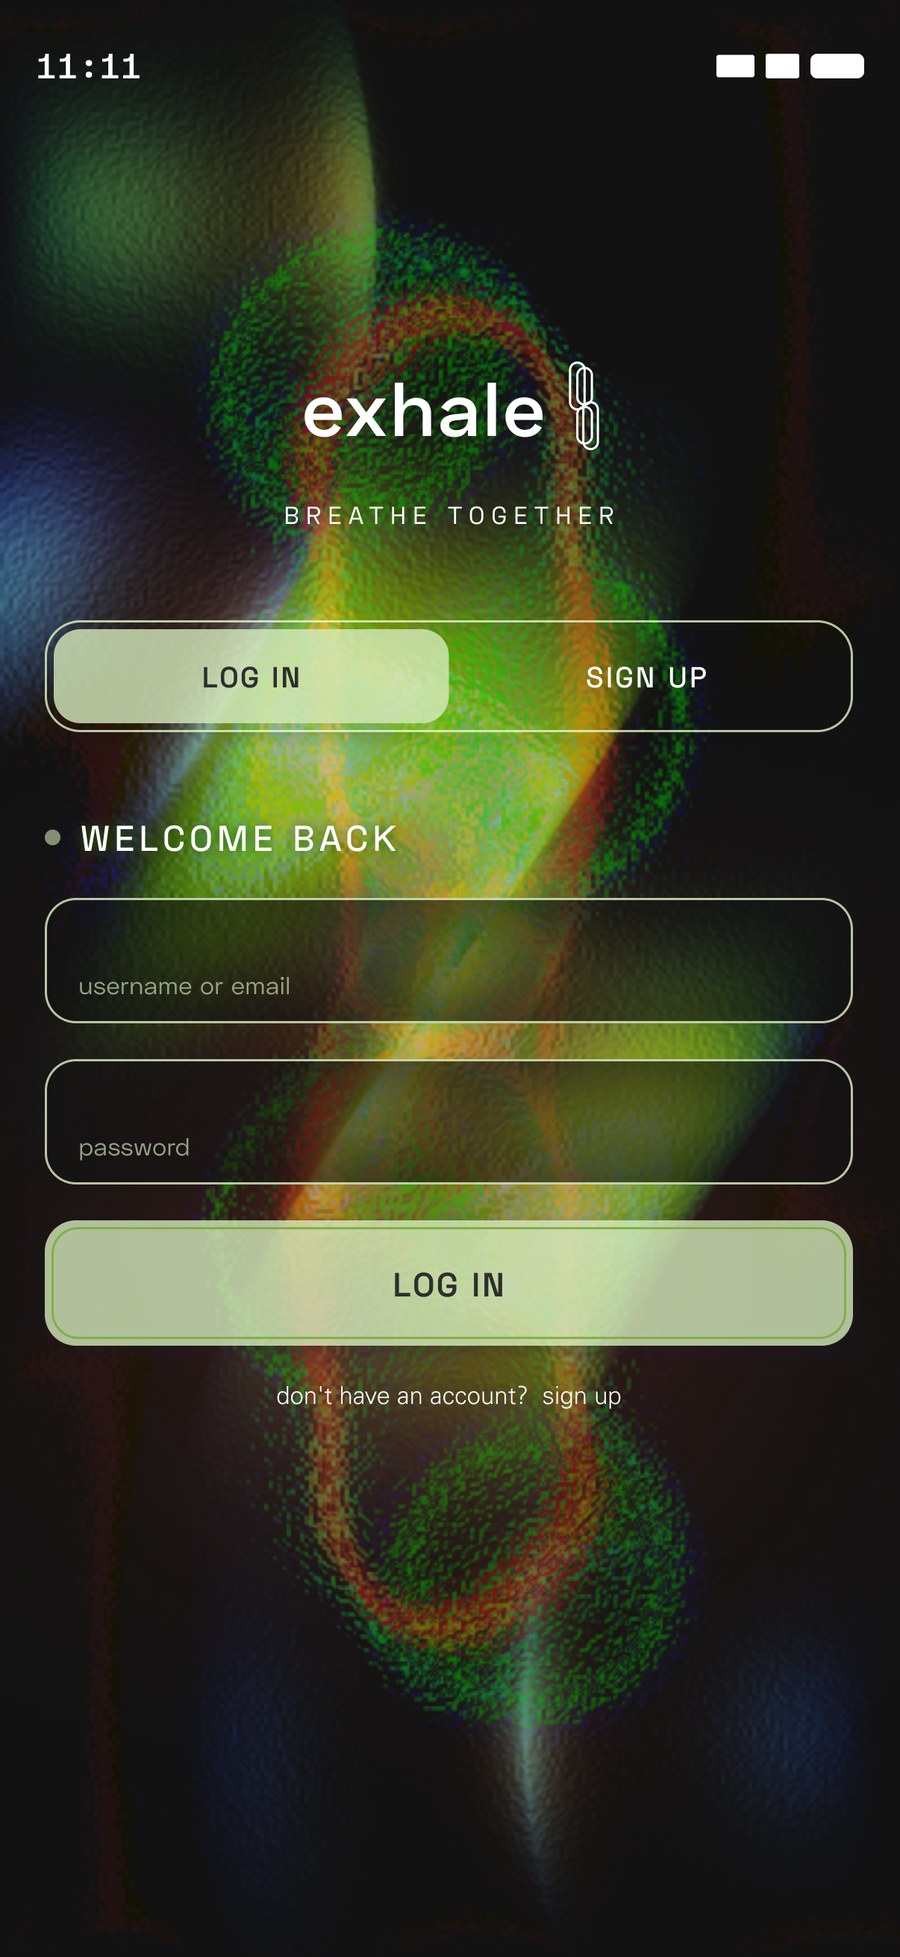 11:11
exhale
BREATHE TOGETHER
LOG IN
SIGN UP
WELCOME BACK
username or email
password
LOG IN
don't have an account? sign up